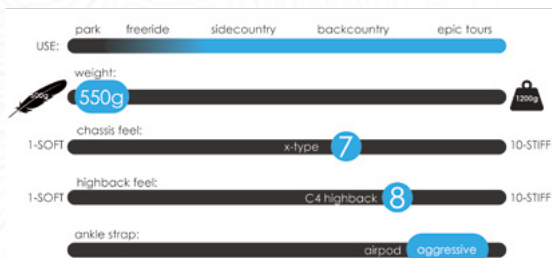 park freeride sidecountry backcountry epic tours
USE:
weight:
550g
1200g
chassis feel:
1-SOFT x-type 7 10-STIFF
highback feel:
1-SOFT C4 highback 8 10-STIFF
ankle strap:
airpod aggressive